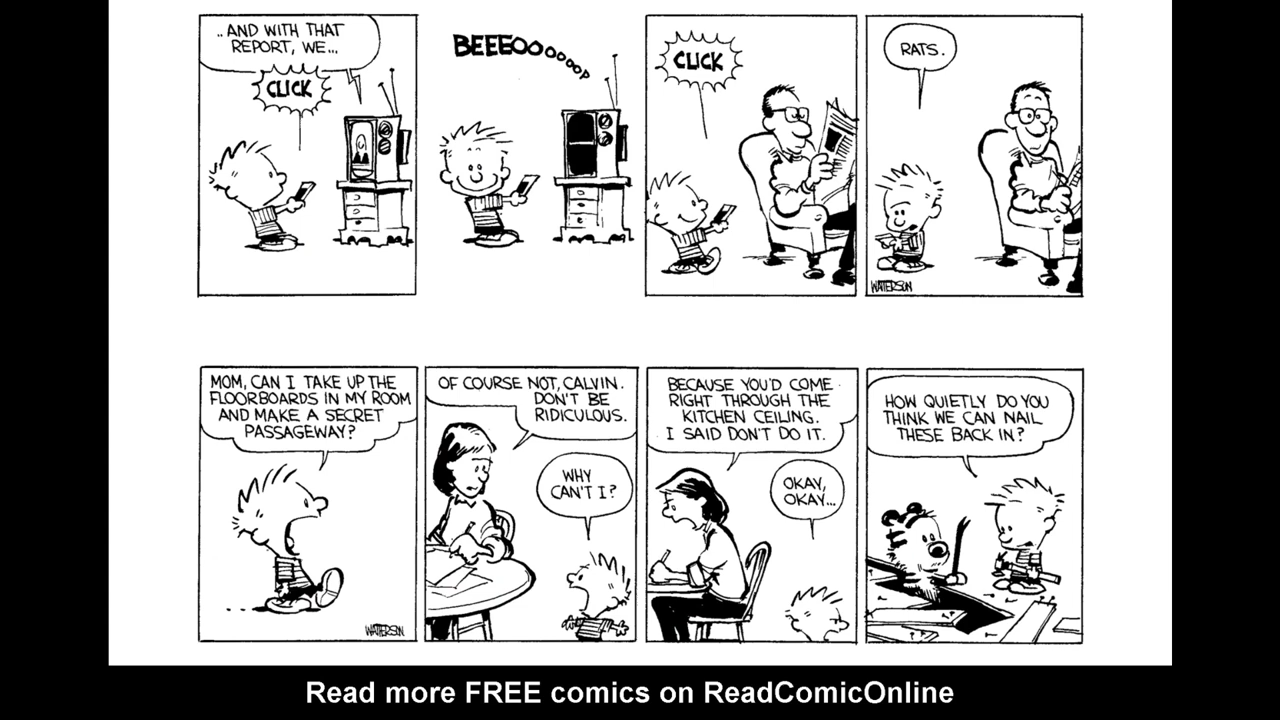 ..AND WITH THAT
REPORT, WE...
CLICK
BEEEOOooooop
CLICK
RATS.
WATTERSON
MOM, CAN I TAKE UP THE
FLOORBOARDS IN MY ROOM
AND MAKE A SECRET
PASSAGEWAY?
WATTERSON
OF COURSE NOT, CALVIN.
DON'T BE
RIDICULOUS.
WHY
CAN'T I?
BECAUSE YOU'D COME
RIGHT THROUGH THE
KITCHEN CEILING.
I SAID DON'T DO IT.
OKAY,
OKAY...
HOW QUIETLY DO YOU
THINK WE CAN NAIL
THESE BACK IN?
Read more FREE comics on ReadComicOnline